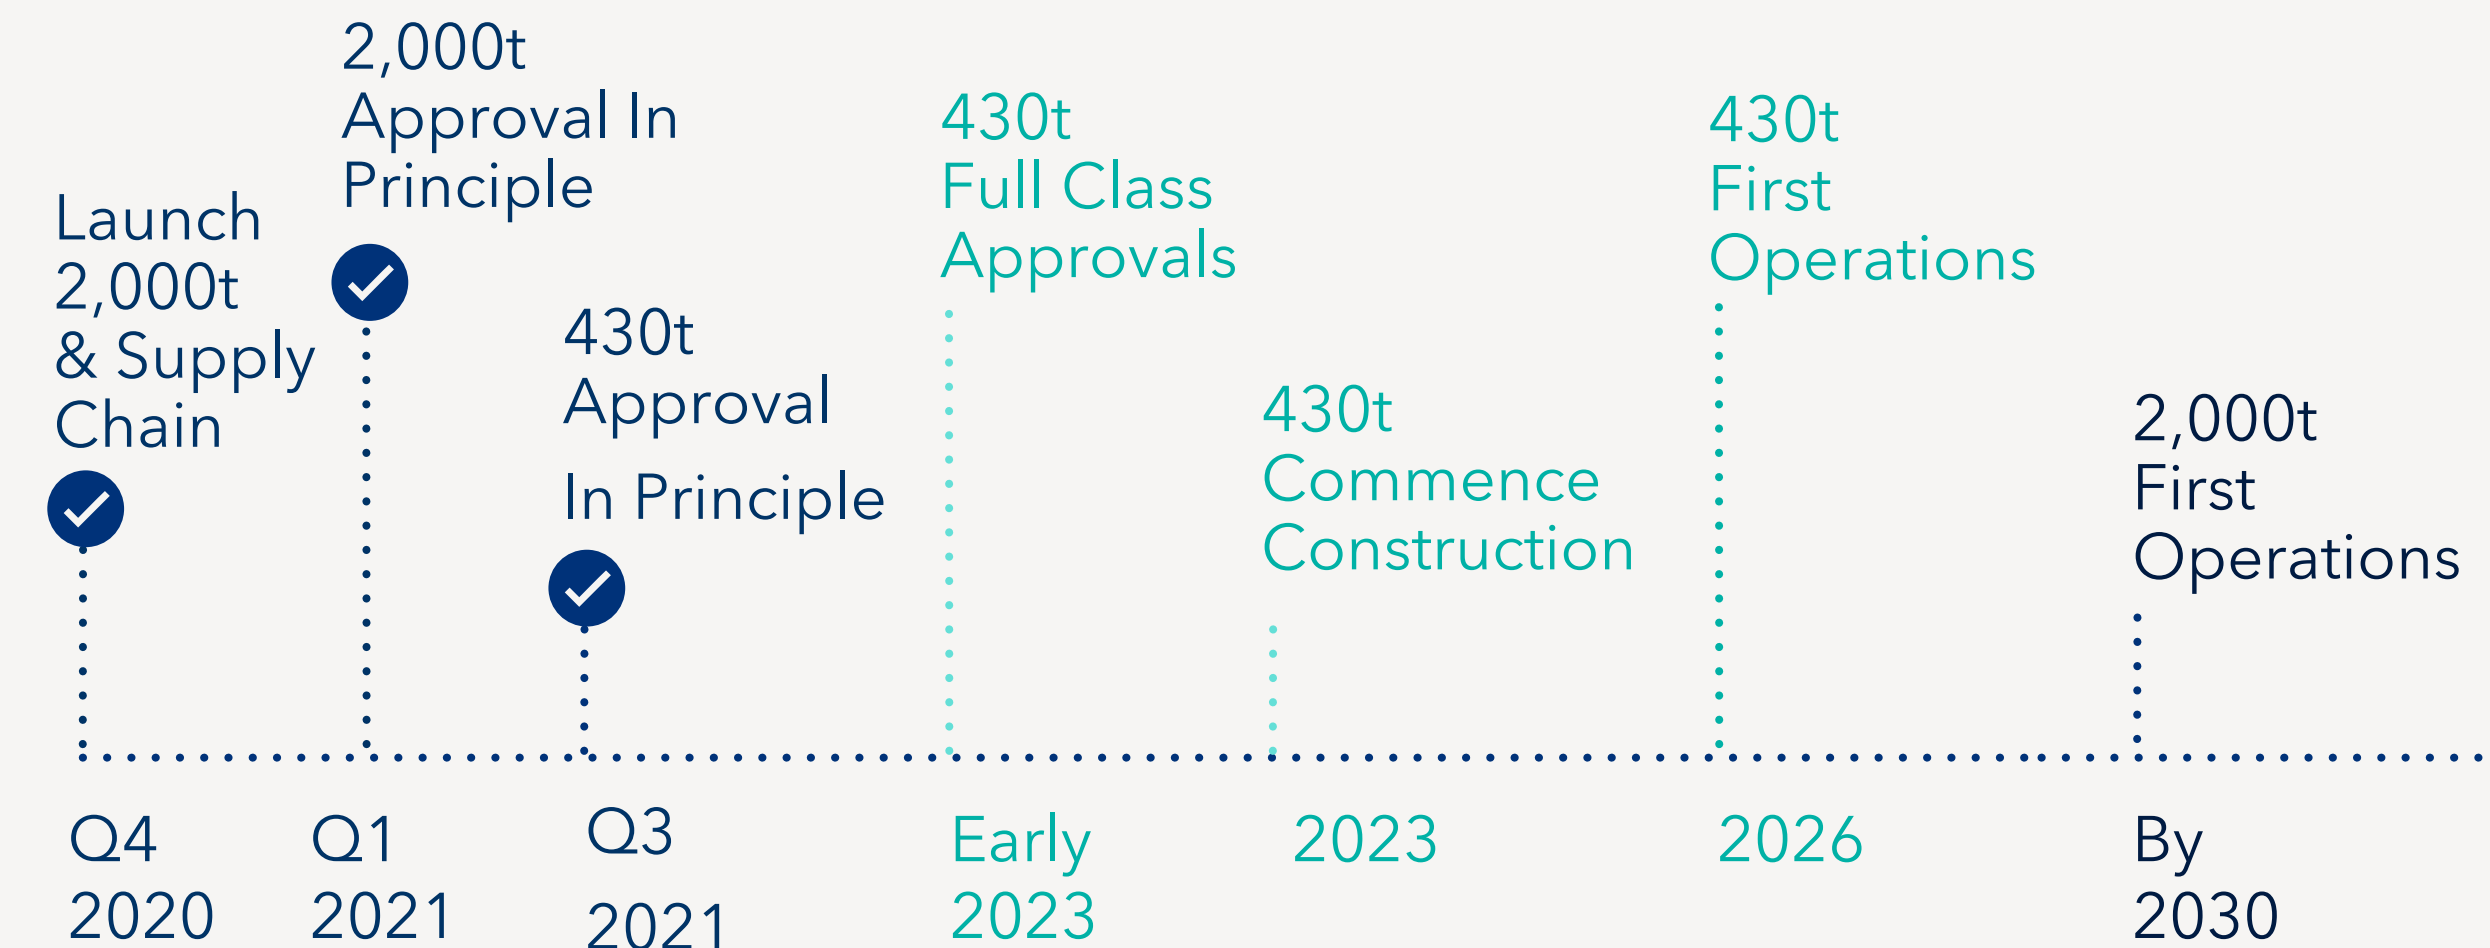 Launch
2,000t
& Supply
Chain
2,000t
Approval In
Principle
430t
Approval
In Principle
430t
Full Class
Approvals
430t
Commence
Construction
430t
First
Operations
2,000t
First
Operations
Q4
2020
Q1
2021
Q3
2021
Early
2023
2023
2026
By
2030